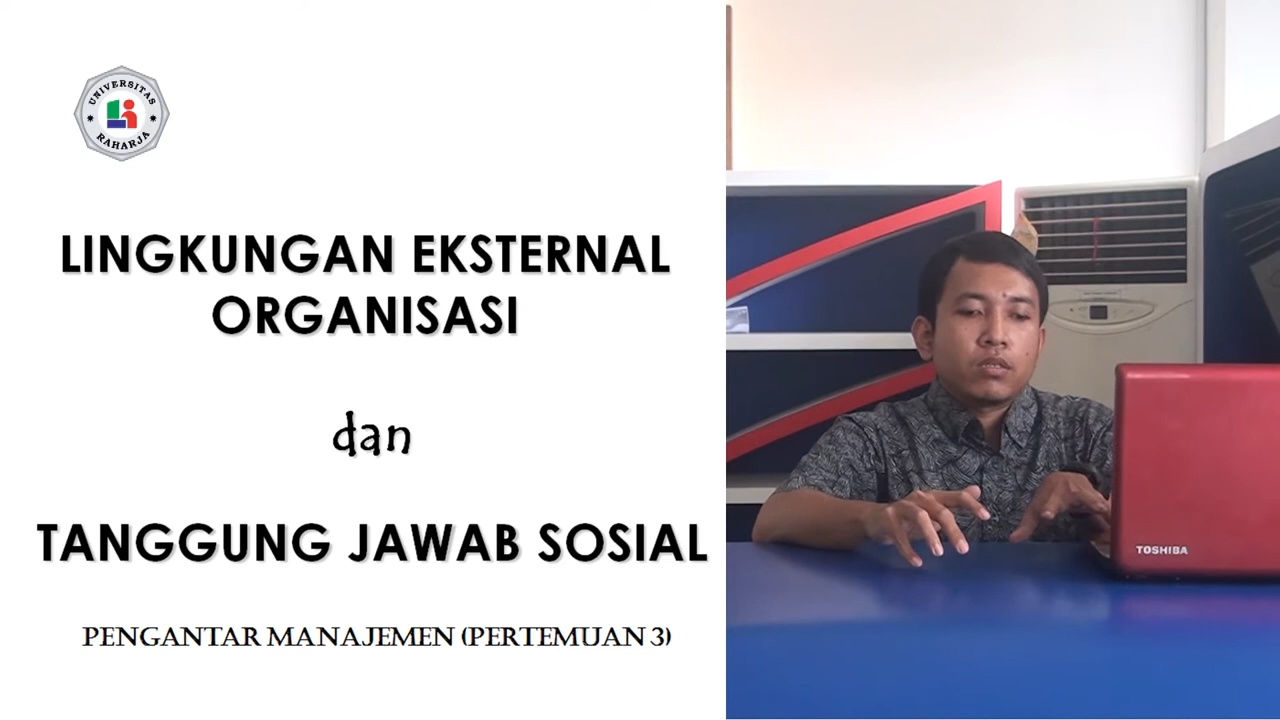 UNIVERSITAS
RAHARJA
LINGKUNGAN EKSTERNAL
ORGANISASI
dan
TANGGUNG JAWAB SOSIAL
PENGANTAR MANAJEMEN (PERTEMUAN 3)
TOSHIBA